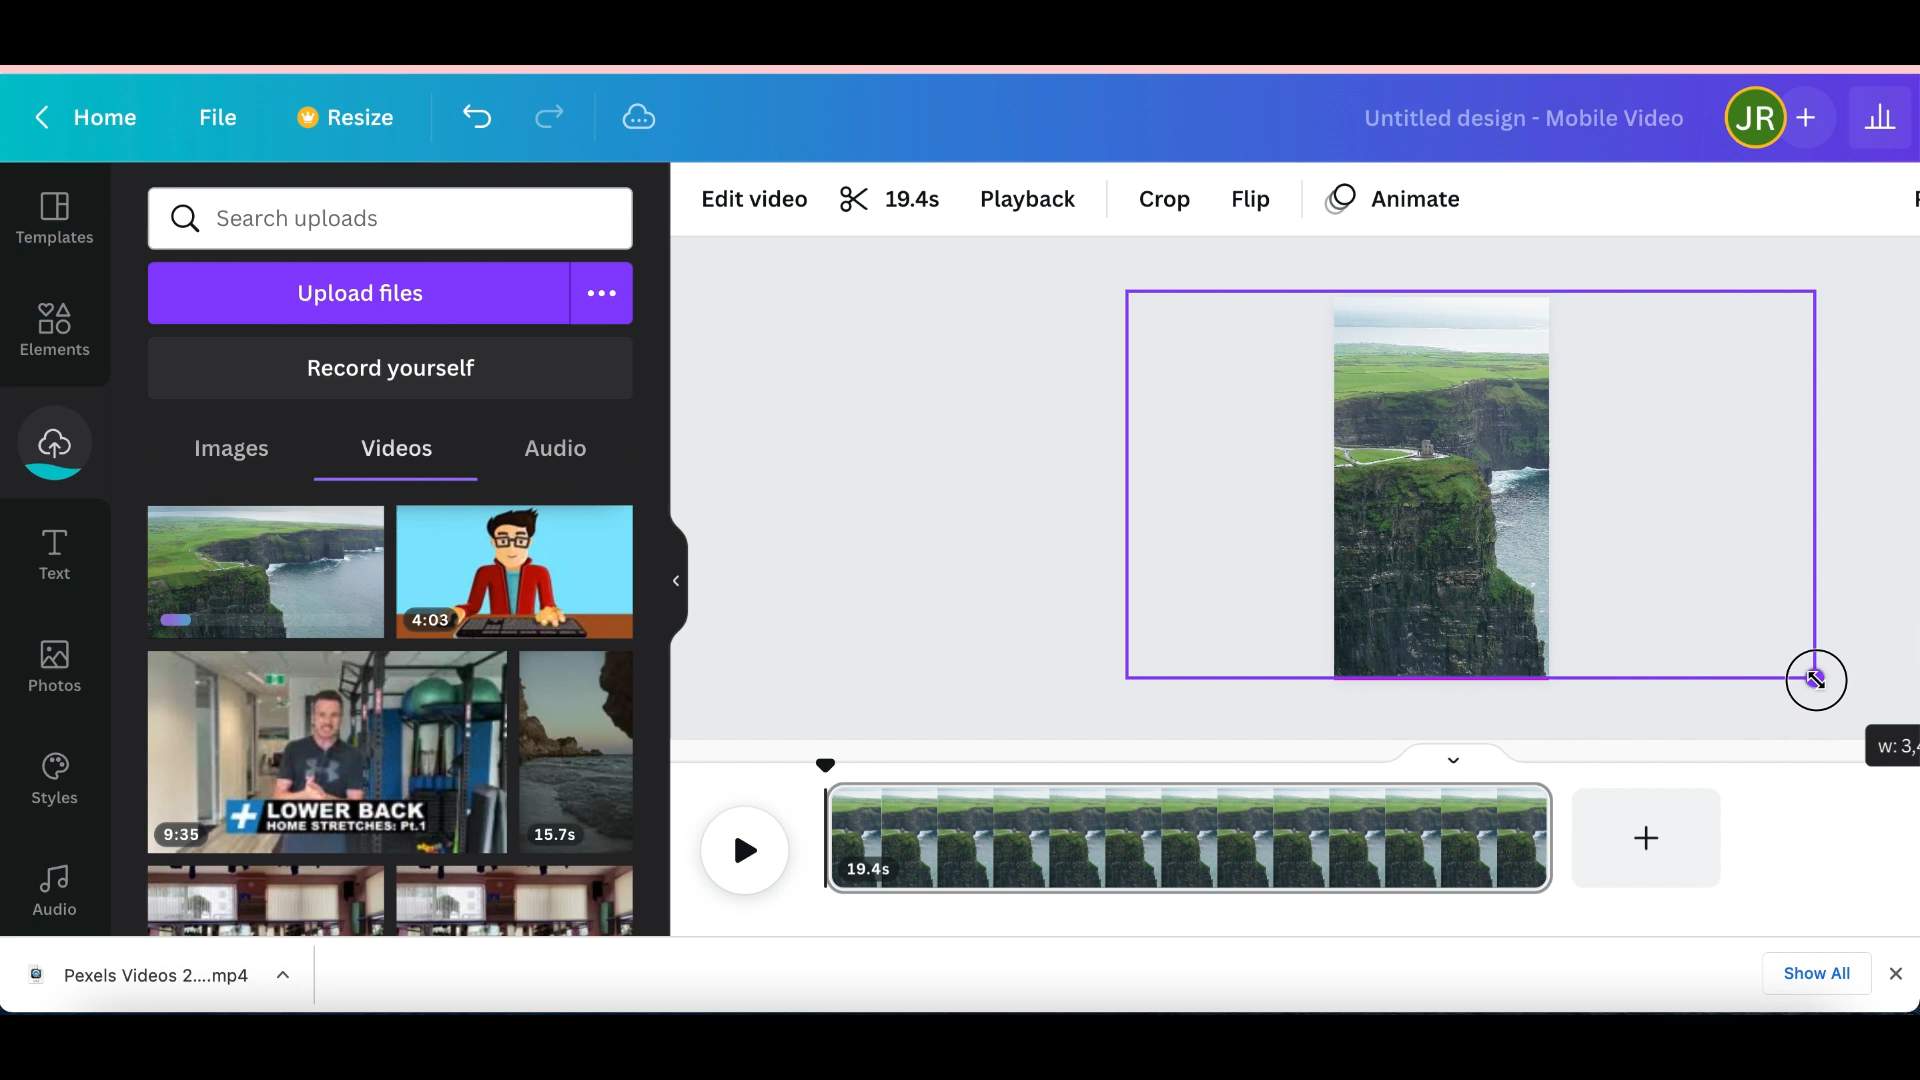 Home
File
Resize
Untitled design - Mobile Video
JR
Templates
Elements
Text
Photos
Styles
Audio
Search uploads
Upload files
Record yourself
Images
Videos
Audio
4:03
LOWER BACK
HOME STRETCHES: Pt.1
9:35
15.7s
Edit video
19.4s
Playback
Crop
Flip
Animate
w: 3,4
19.4s
Pexels Videos 2....mp4
Show All